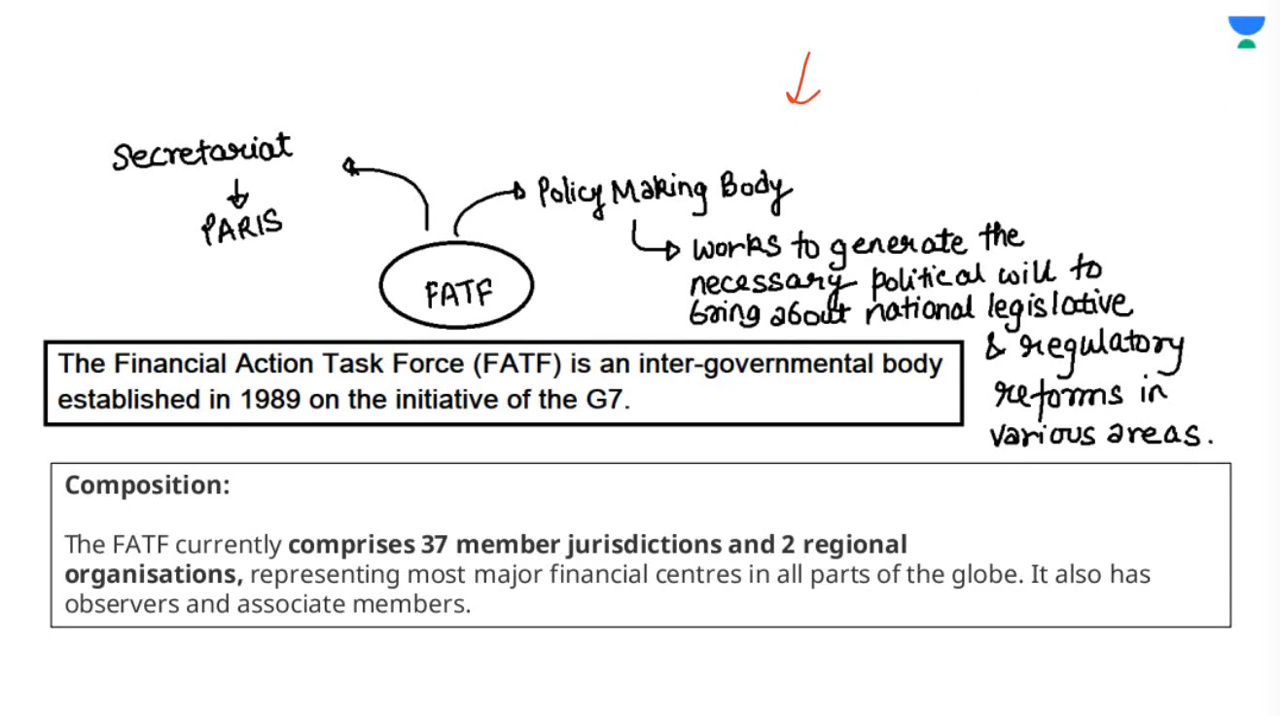 Secretariat
PARIS
Policy Making Body
works to generate the
necessary political will to
bring about national legislative
& regulatory
reforms in
various areas.
FATF
The Financial Action Task Force (FATF) is an inter-governmental body
established in 1989 on the initiative of the G7.
Composition:
The FATF currently comprises 37 member jurisdictions and 2 regional
organisations, representing most major financial centres in all parts of the globe. It also has
observers and associate members.